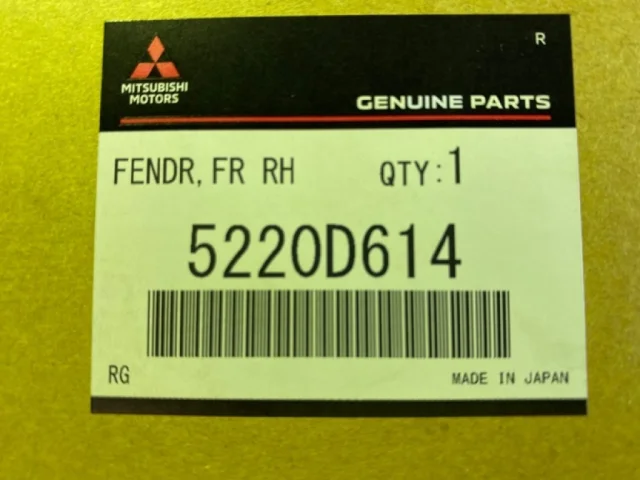 R
MITSUBISHI
MOTORS
GENUINE PARTS
FENDR, FR RH QTY:1
5220D614
RG MADE IN JAPAN